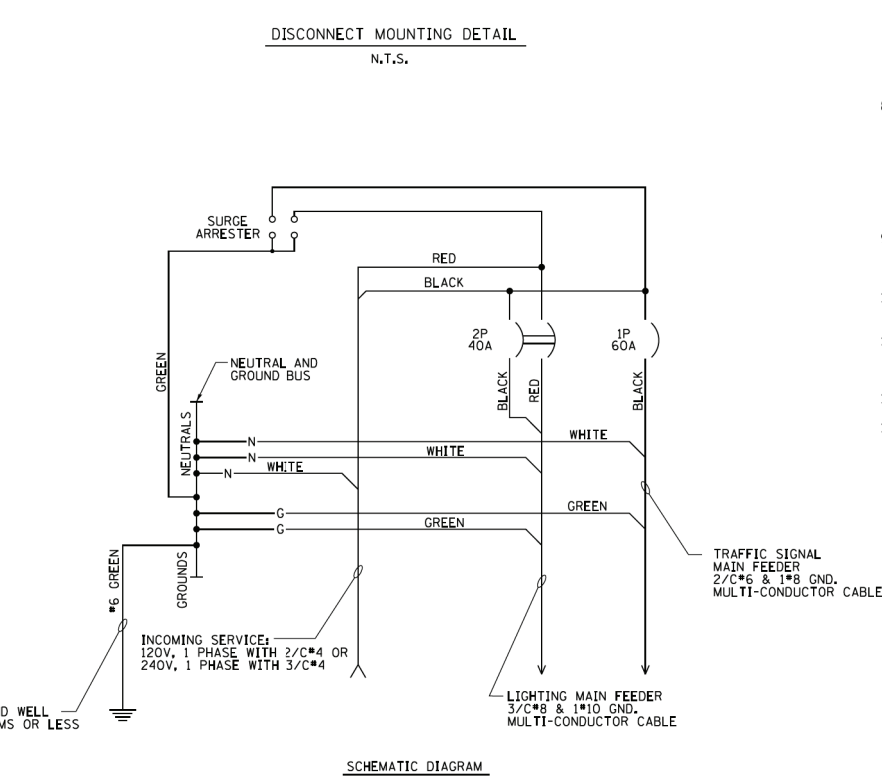 DISCONNECT MOUNTING DETAIL
N.T.S.
SURGE
ARRESTER
RED
BLACK
2P
40A
1P
60A
GREEN
NEUTRAL AND
GROUND BUS
BLACK
RED
BLACK
NEUTRALS
N
WHITE
N
WHITE
N
WHITE
G
GREEN
G
GREEN
#6 GREEN
GROUNDS
TRAFFIC SIGNAL
MAIN FEEDER
2/C#6 & 1#8 GND.
MULTI-CONDUCTOR CABLE
INCOMING SERVICE:
120V, 1 PHASE WITH 2/C#4 OR
240V, 1 PHASE WITH 3/C#4
LIGHTING MAIN FEEDER
3/C#8 & 1#10 GND.
MULTI-CONDUCTOR CABLE
D WELL
MS OR LESS
SCHEMATIC DIAGRAM